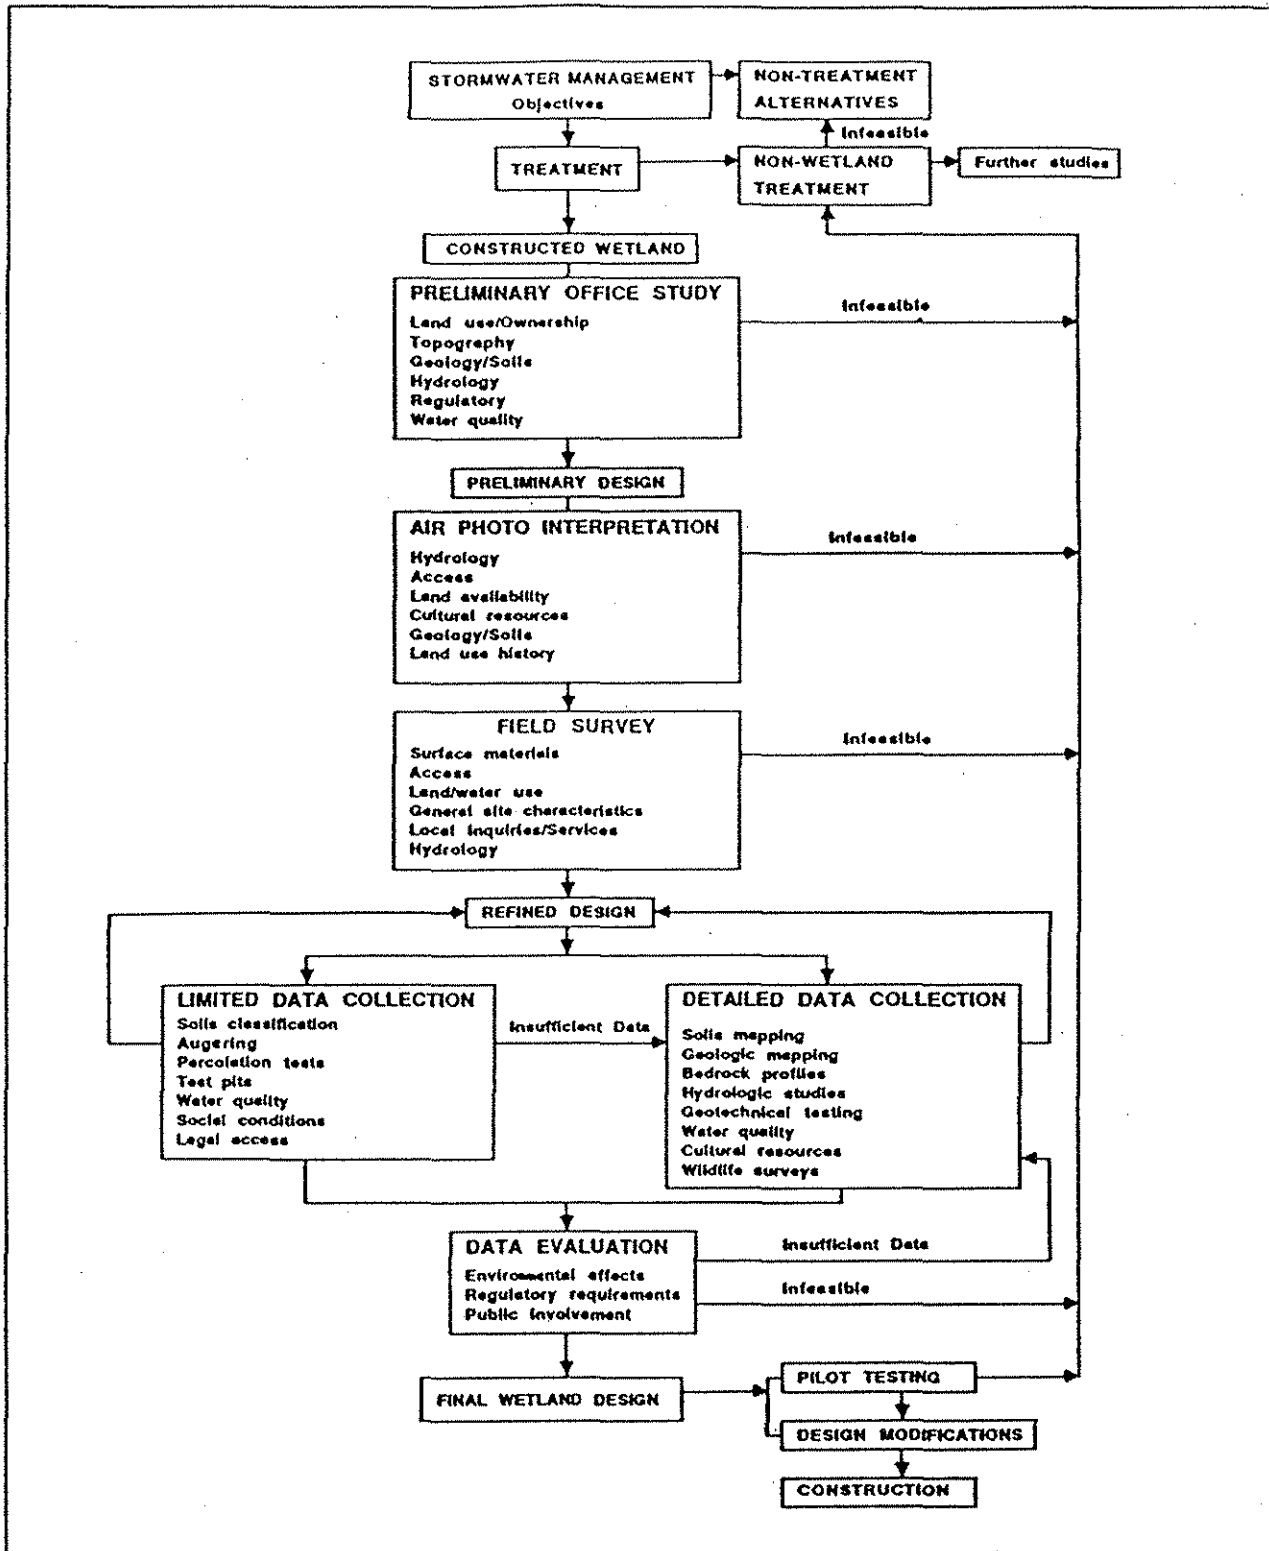 STORMWATER MANAGEMENT
Objectives
NON-TREATMENT
ALTERNATIVES
Infeasible
TREATMENT
NON-WETLAND
TREATMENT
Further studies
CONSTRUCTED WETLAND
PRELIMINARY OFFICE STUDY
Land use/Ownership
Topography
Geology/Soils
Hydrology
Regulatory
Water quality
Infeasible
PRELIMINARY DESIGN
AIR PHOTO INTERPRETATION
Hydrology
Access
Land availability
Cultural resources
Geology/Soils
Land use history
Infeasible
FIELD SURVEY
Surface materials
Access
Land/water use
General site characteristics
Local Inquiries/Services
Hydrology
Infeasible
REFINED DESIGN
LIMITED DATA COLLECTION
Soils classification
Augering
Percolation tests
Test pits
Water quality
Social conditions
Legal access
Insufficient Data
DETAILED DATA COLLECTION
Soils mapping
Geologic mapping
Bedrock profiles
Hydrologic studies
Geotechnical testing
Water quality
Cultural resources
Wildlife surveys
DATA EVALUATION
Environmental effects
Regulatory requirements
Public Involvement
Insufficient Data
Infeasible
FINAL WETLAND DESIGN
PILOT TESTING
DESIGN MODIFICATIONS
CONSTRUCTION